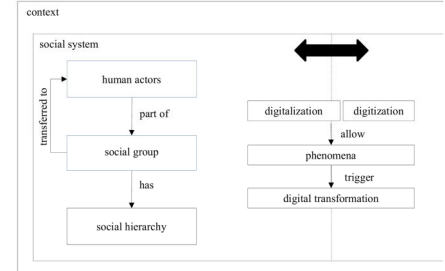 context
social system
human actors
transferred to
part of
social group
has
social hierarchy
digitalization
digitization
allow
phenomena
trigger
digital transformation